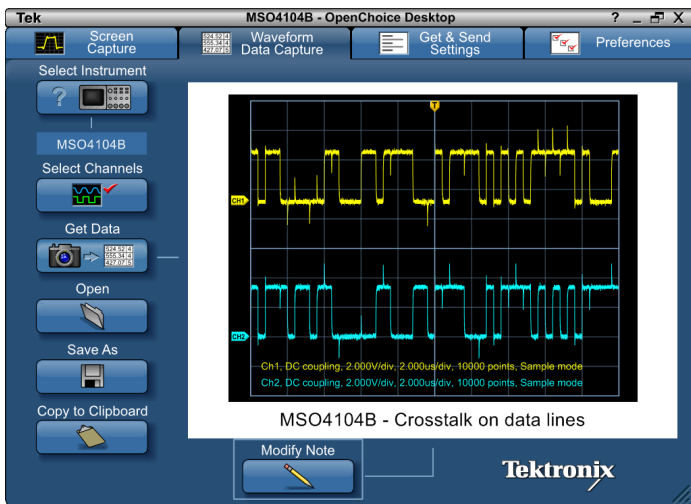 Tek
MSO4104B - OpenChoice Desktop
? _ X
Screen
Capture
Waveform
Data Capture
Get & Send
Settings
Preferences
Select Instrument
?
MSO4104B
Select Channels
Get Data
Open
Save As
Copy to Clipboard
T
CH1
CH2
Ch1, DC coupling, 2.000V/div, 2.000us/div, 10000 points, Sample mode
Ch2, DC coupling, 2.000V/div, 2.000us/div, 10000 points, Sample mode
MSO4104B - Crosstalk on data lines
Modify Note
Tektronix